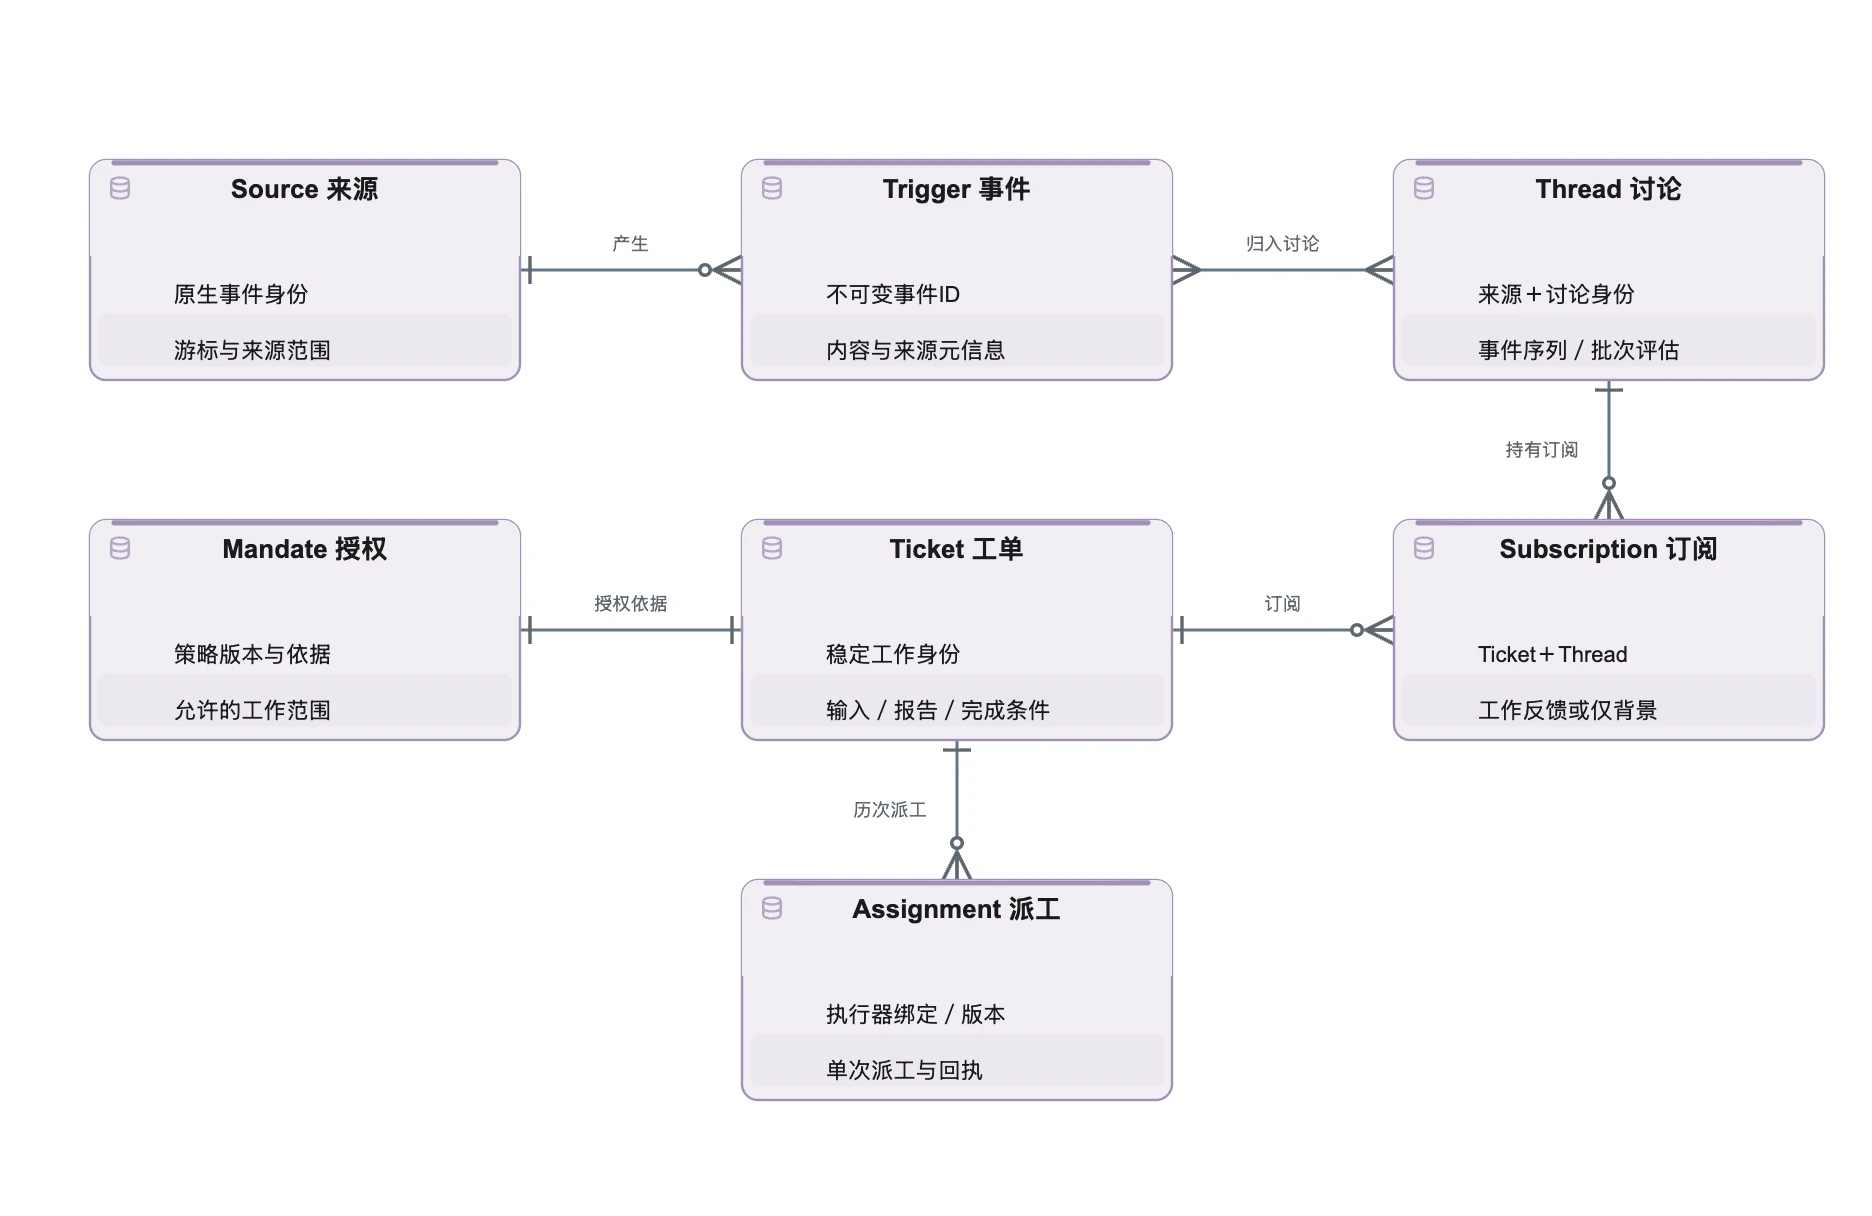 Source 来源
原生事件身份
游标与来源范围
产生
Trigger 事件
不可变事件ID
内容与来源元信息
归入讨论
Thread 讨论
来源＋讨论身份
事件序列 / 批次评估
持有订阅
Mandate 授权
策略版本与依据
允许的工作范围
授权依据
Ticket 工单
稳定工作身份
输入 / 报告 / 完成条件
订阅
Subscription 订阅
Ticket＋Thread
工作反馈或仅背景
历次派工
Assignment 派工
执行器绑定 / 版本
单次派工与回执